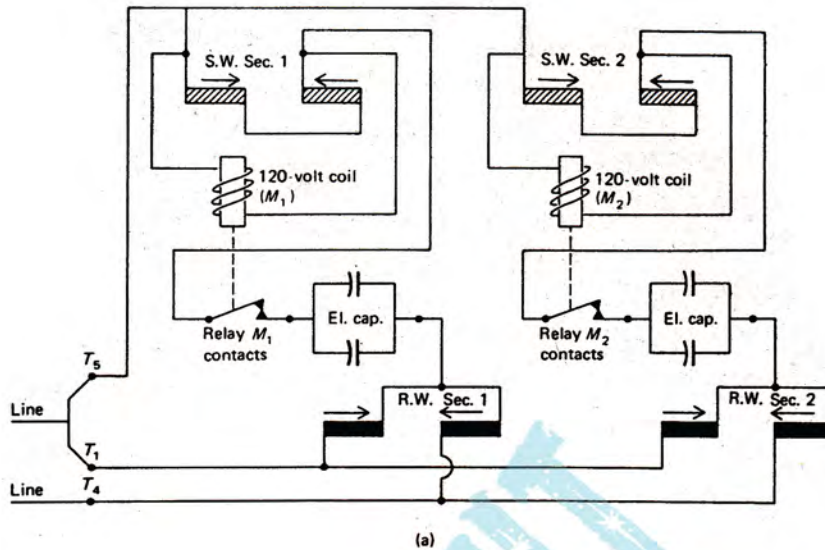 S.W. Sec. 1
S.W. Sec. 2
120-volt coil
(M₁)
120-volt coil
(M₂)
El. cap.
El. cap.
Relay M₁
contacts
Relay M₂
contacts
T₅
R.W. Sec. 1
R.W. Sec. 2
Line
T₁
Line
T₄
(a)